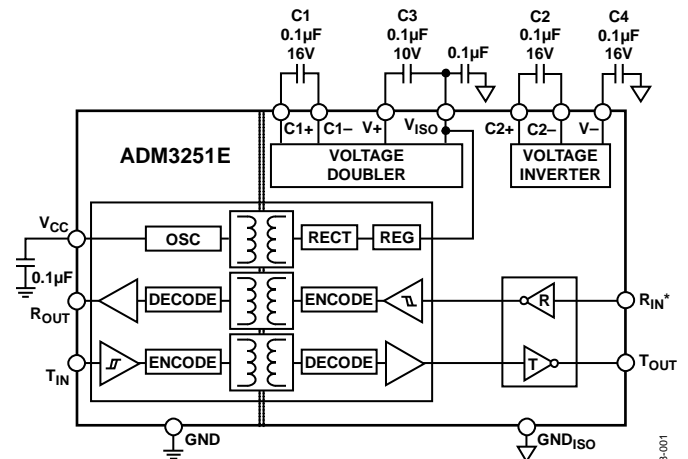 C1
0.1µF
16V
C3
0.1µF
10V
0.1µF
C2
0.1µF
16V
C4
0.1µF
16V
C1+ C1– V+ VISO C2+ C2– V–
ADM3251E
VOLTAGE
DOUBLER
VOLTAGE
INVERTER
VCC
0.1µF
OSC
RECT
REG
ROUT
DECODE
ENCODE
R
RIN*
TIN
ENCODE
DECODE
T
TOUT
GND
GNDISO